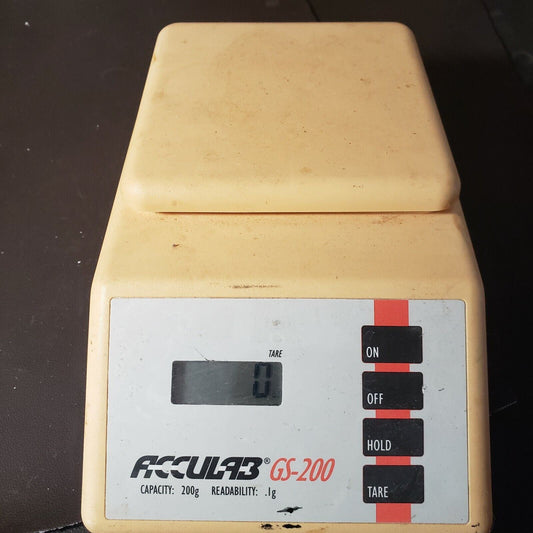 TARE
0
ON
OFF
HOLD
TARE
ACCULAB® GS-200
CAPACITY: 200g READABILITY: .1g